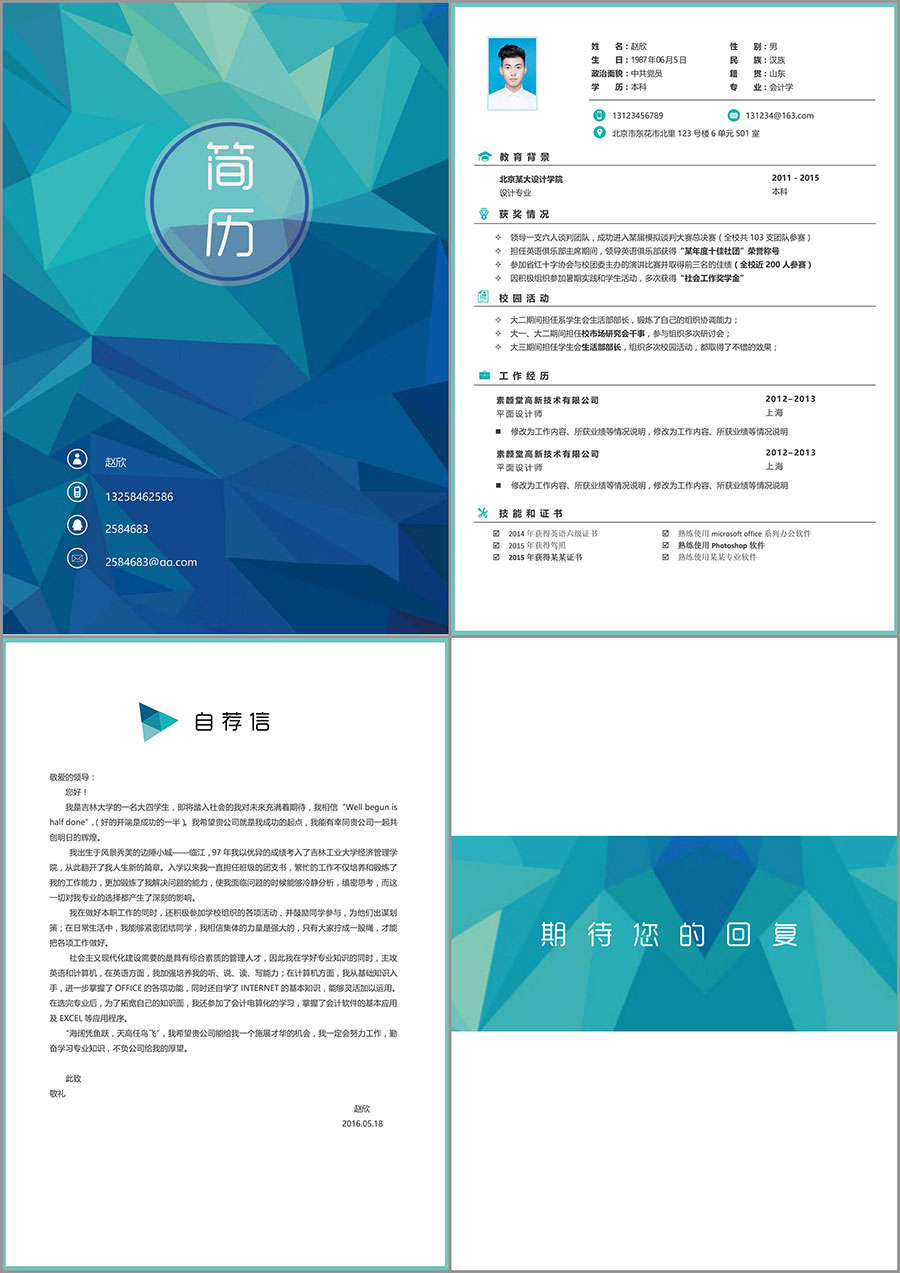 简
历
赵欣
13258462586
2584683
2584683@qq.com
姓 名：赵欣 性 别：男
生 日：1987年06月5日 民 族：汉族
政治面貌：中共党员 籍 贯：山东
学 历：本科 专 业：会计学
13123456789 131234@163.com
北京市东花市北里 123 号楼 6 单元 501 室
教育背景
北京某大设计学院 2011 - 2015
设计专业 本科
获奖情况
领导一支六人谈判团队，成功进入某届模拟谈判大赛总决赛（全校共 103 支团队参赛）
担任英语俱乐部主席期间，领导英语俱乐部获得“某年度十佳社团”荣誉称号
参加省红十字协会与校团委主办的演讲比赛并取得前三名的佳绩（全校近 200 人参赛）
因积极组织参加暑期实践和学生活动，多次获得“社会工作奖学金”
校园活动
大二期间担任系学生会生活部部长，锻炼了自己的组织协调能力；
大一、大二期间担任校市场研究会干事，参与组织多次研讨会；
大三期间担任学生会生活部部长，组织多次校园活动，都取得了不错的效果；
工作经历
素颜堂高新技术有限公司 2012–2013
平面设计师 上海
修改为工作内容、所获业绩等情况说明，修改为工作内容、所获业绩等情况说明
素颜堂高新技术有限公司 2012–2013
平面设计师 上海
修改为工作内容、所获业绩等情况说明，修改为工作内容、所获业绩等情况说明
技能和证书
2014 年获得英语六级证书 熟练使用 microsoft office 系列办公软件
2015 年获得驾照 熟练使用 Photoshop 软件
2015 年获得某某证书 熟练使用某某专业软件
自荐信
敬爱的领导：
您好！
我是吉林大学的一名大四学生，即将踏入社会的我对未来充满着期待，我相信“Well begun is
half done”，（好的开端是成功的一半）。我希望贵公司就是我成功的起点，我能有幸同贵公司一起共
创明日的辉煌。
我出生于风景秀美的边陲小城——临江，97 年我以优异的成绩考入了吉林工业大学经济管理学
院，从此翻开了我人生新的篇章。入学以来我一直担任班级的团支书，繁忙的工作不仅培养和锻炼了
我的工作能力，更加锻炼了我解决问题的能力，使我面临问题的时候能够冷静分析，缜密思考，而这
一切对我专业的选择都产生了深刻的影响。
我在做好本职工作的同时，还积极参加学校组织的各项活动，并鼓励同学参与，为他们出谋划
策；在日常生活中，我能够紧密团结同学，我相信集体的力量是强大的，只有大家拧成一股绳，才能
把各项工作做好。
社会主义现代化建设需要的是具有综合素质的管理人才，因此我在学好专业知识的同时，主攻
英语和计算机，在英语方面，我加强培养我的听、说、读、写能力；在计算机方面，我从基础知识入
手，进一步掌握了 OFFICE 的各项功能，同时还自学了 INTERNET 的基本知识，能够灵活加以运用。
在选完专业后，为了拓宽自己的知识面，我还参加了会计电算化的学习，掌握了会计软件的基本应用
及 EXCEL 等应用程序。
“海阔凭鱼跃，天高任鸟飞”，我希望贵公司能给我一个施展才华的机会，我一定会努力工作，勤
奋学习专业知识，不负公司给我的厚望。
此致
敬礼
赵欣
2016.05.18
期待您的回复